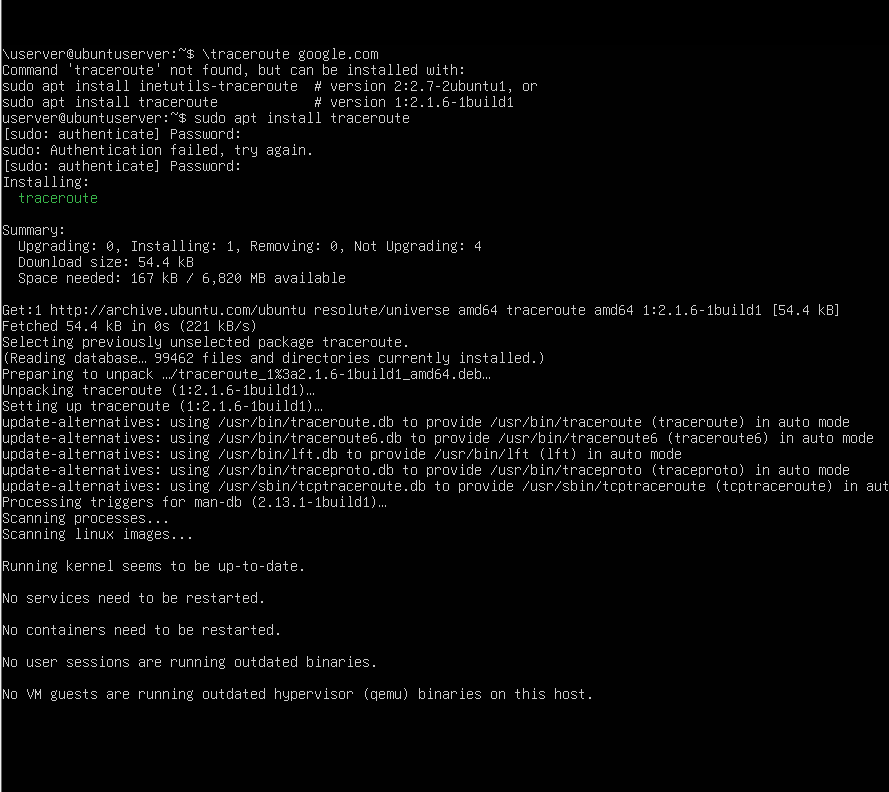 \userver@ubuntuserver:~$ \traceroute google.com
Command 'traceroute' not found, but can be installed with:
sudo apt install inetutils-traceroute  # version 2:2.7-2ubuntu1, or
sudo apt install traceroute            # version 1:2.1.6-1build1
userver@ubuntuserver:~$ sudo apt install traceroute
[sudo: authenticate] Password:
sudo: Authentication failed, try again.
[sudo: authenticate] Password:
Installing:
  traceroute

Summary:
  Upgrading: 0, Installing: 1, Removing: 0, Not Upgrading: 4
  Download size: 54.4 kB
  Space needed: 167 kB / 6,820 MB available

Get:1 http://archive.ubuntu.com/ubuntu resolute/universe amd64 traceroute amd64 1:2.1.6-1build1 [54.4 kB]
Fetched 54.4 kB in 0s (221 kB/s)
Selecting previously unselected package traceroute.
(Reading database… 99462 files and directories currently installed.)
Preparing to unpack …/traceroute_1%3a2.1.6-1build1_amd64.deb…
Unpacking traceroute (1:2.1.6-1build1)…
Setting up traceroute (1:2.1.6-1build1)…
update-alternatives: using /usr/bin/traceroute.db to provide /usr/bin/traceroute (traceroute) in auto mode
update-alternatives: using /usr/bin/traceroute6.db to provide /usr/bin/traceroute6 (traceroute6) in auto mode
update-alternatives: using /usr/bin/lft.db to provide /usr/bin/lft (lft) in auto mode
update-alternatives: using /usr/bin/traceproto.db to provide /usr/bin/traceproto (traceproto) in auto mode
update-alternatives: using /usr/sbin/tcptraceroute.db to provide /usr/sbin/tcptraceroute (tcptraceroute) in aut
Processing triggers for man-db (2.13.1-1build1)…
Scanning processes...
Scanning linux images...

Running kernel seems to be up-to-date.

No services need to be restarted.

No containers need to be restarted.

No user sessions are running outdated binaries.

No VM guests are running outdated hypervisor (qemu) binaries on this host.